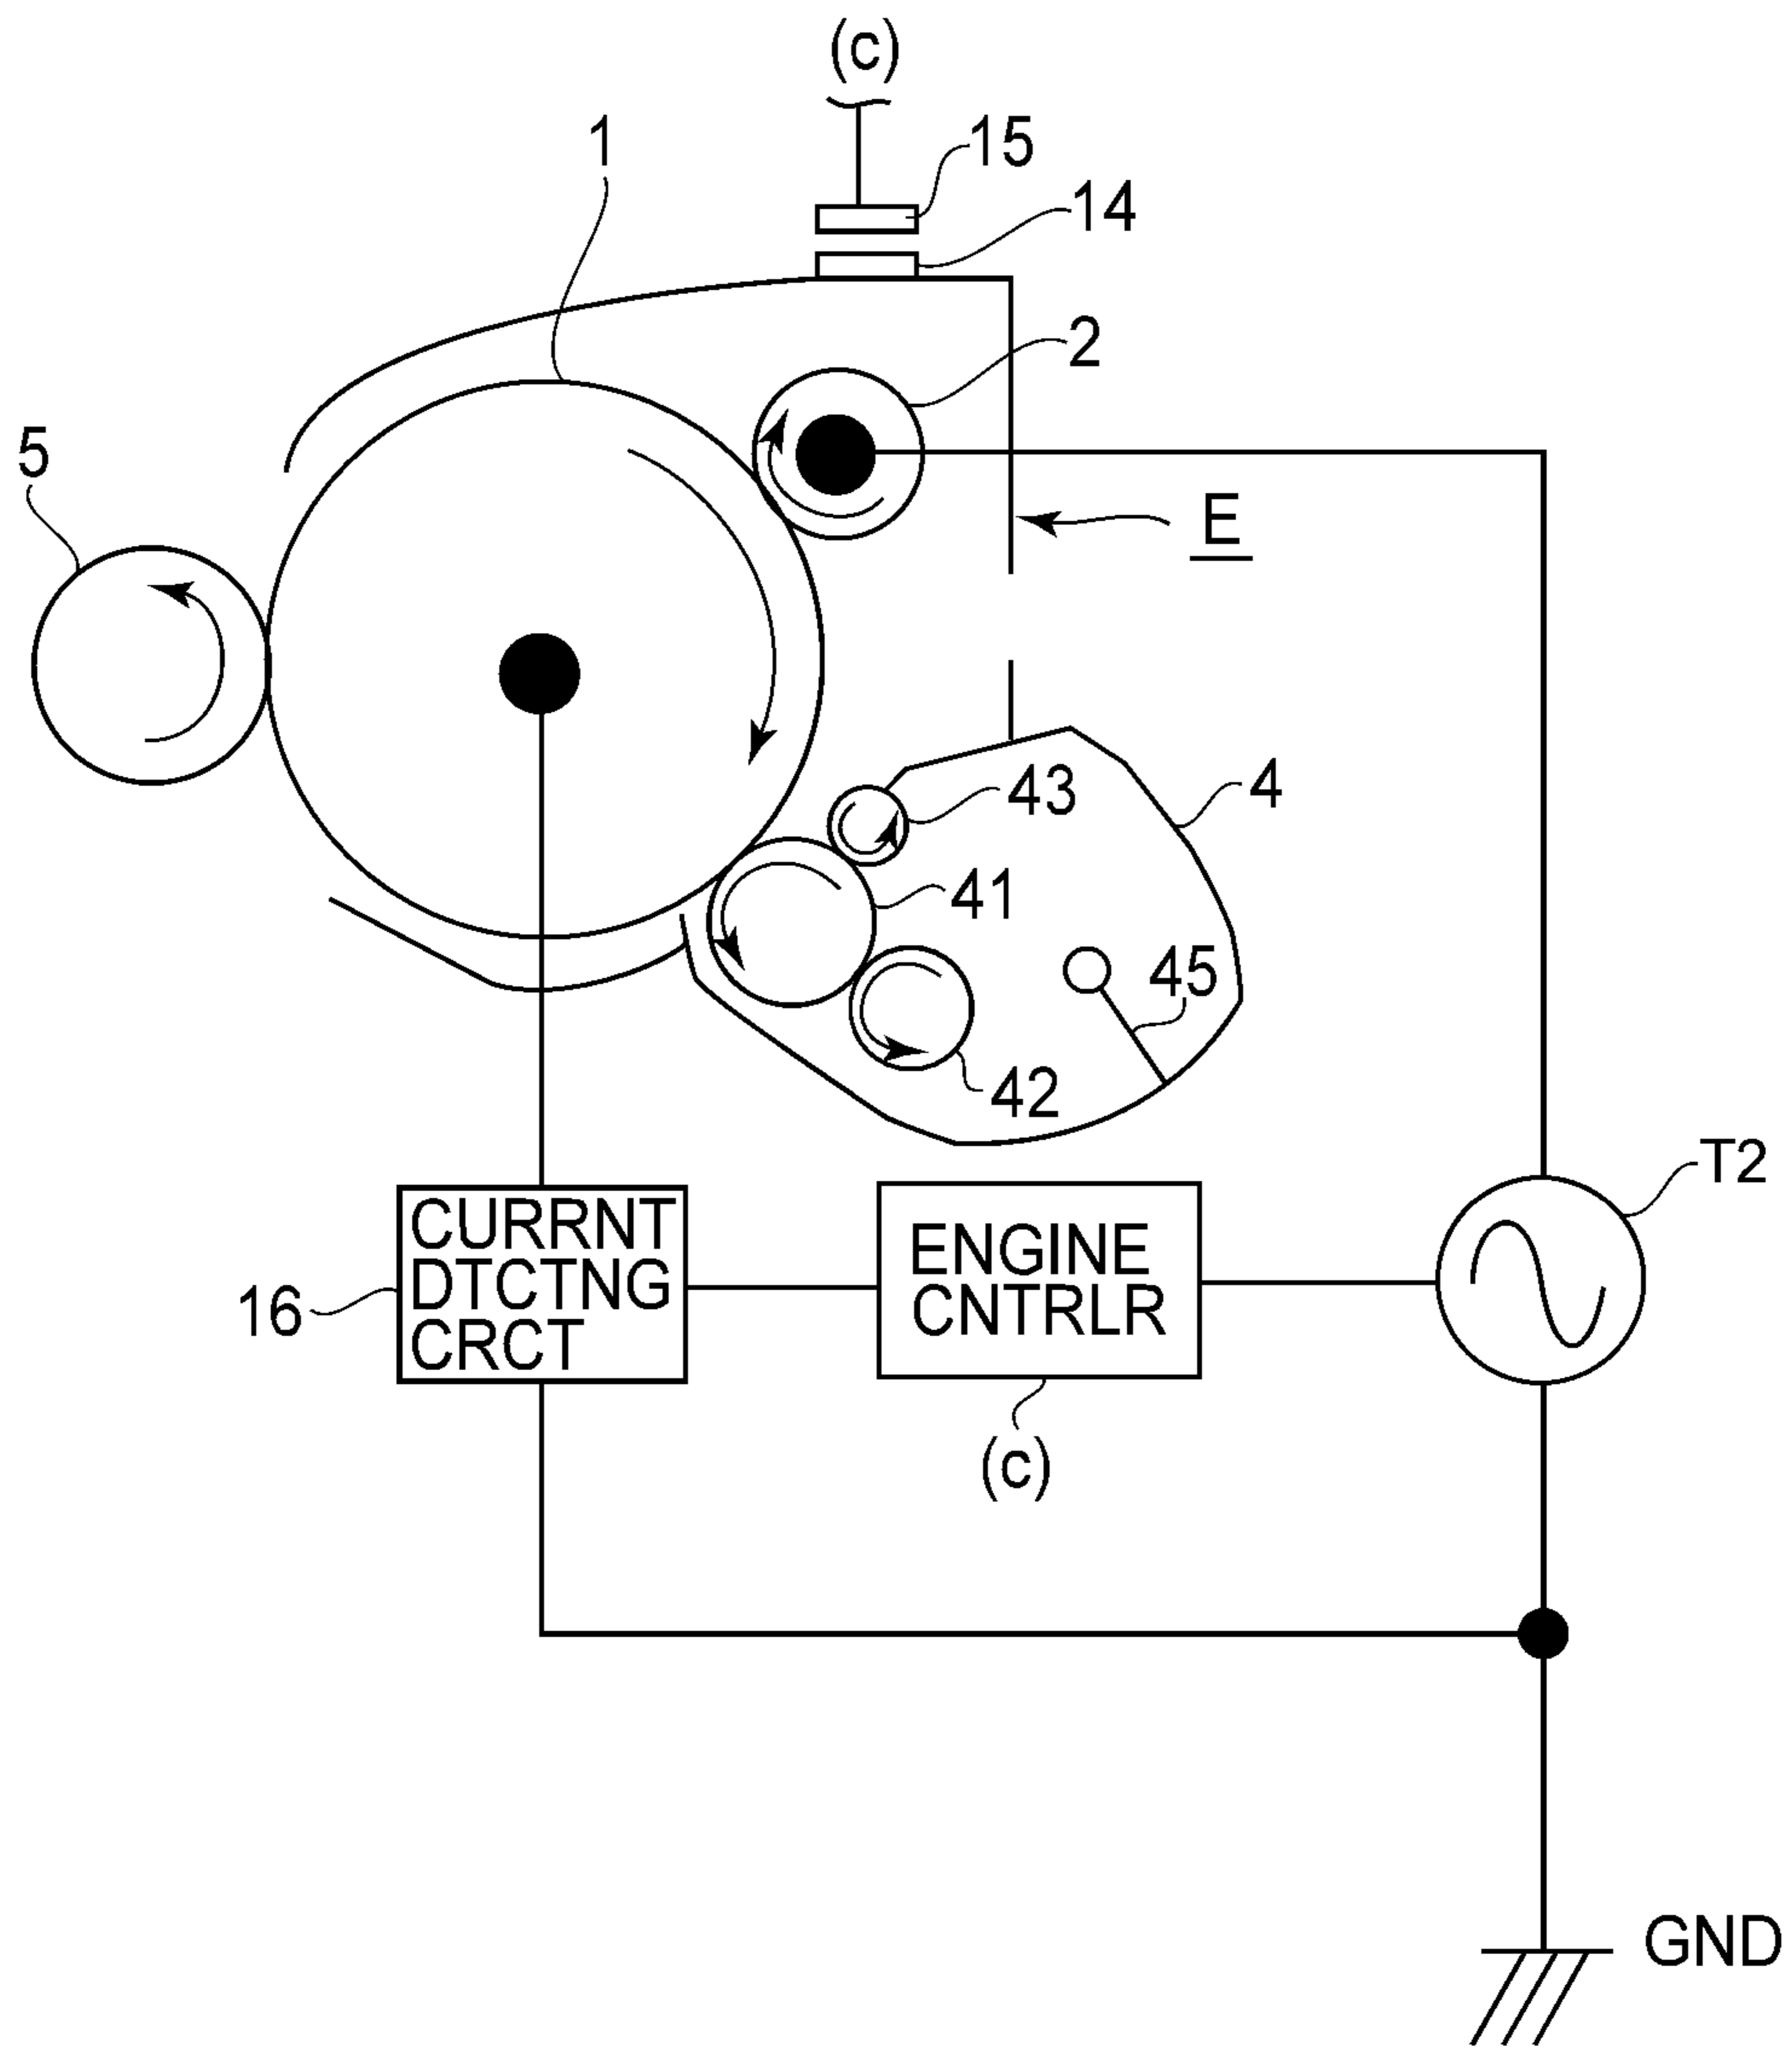 (c)
1
15
14
2
5
E
43
4
41
45
42
T2
CURRNT
DTCTNG
CRCT
16
ENGINE
CNTRLR
(c)
GND